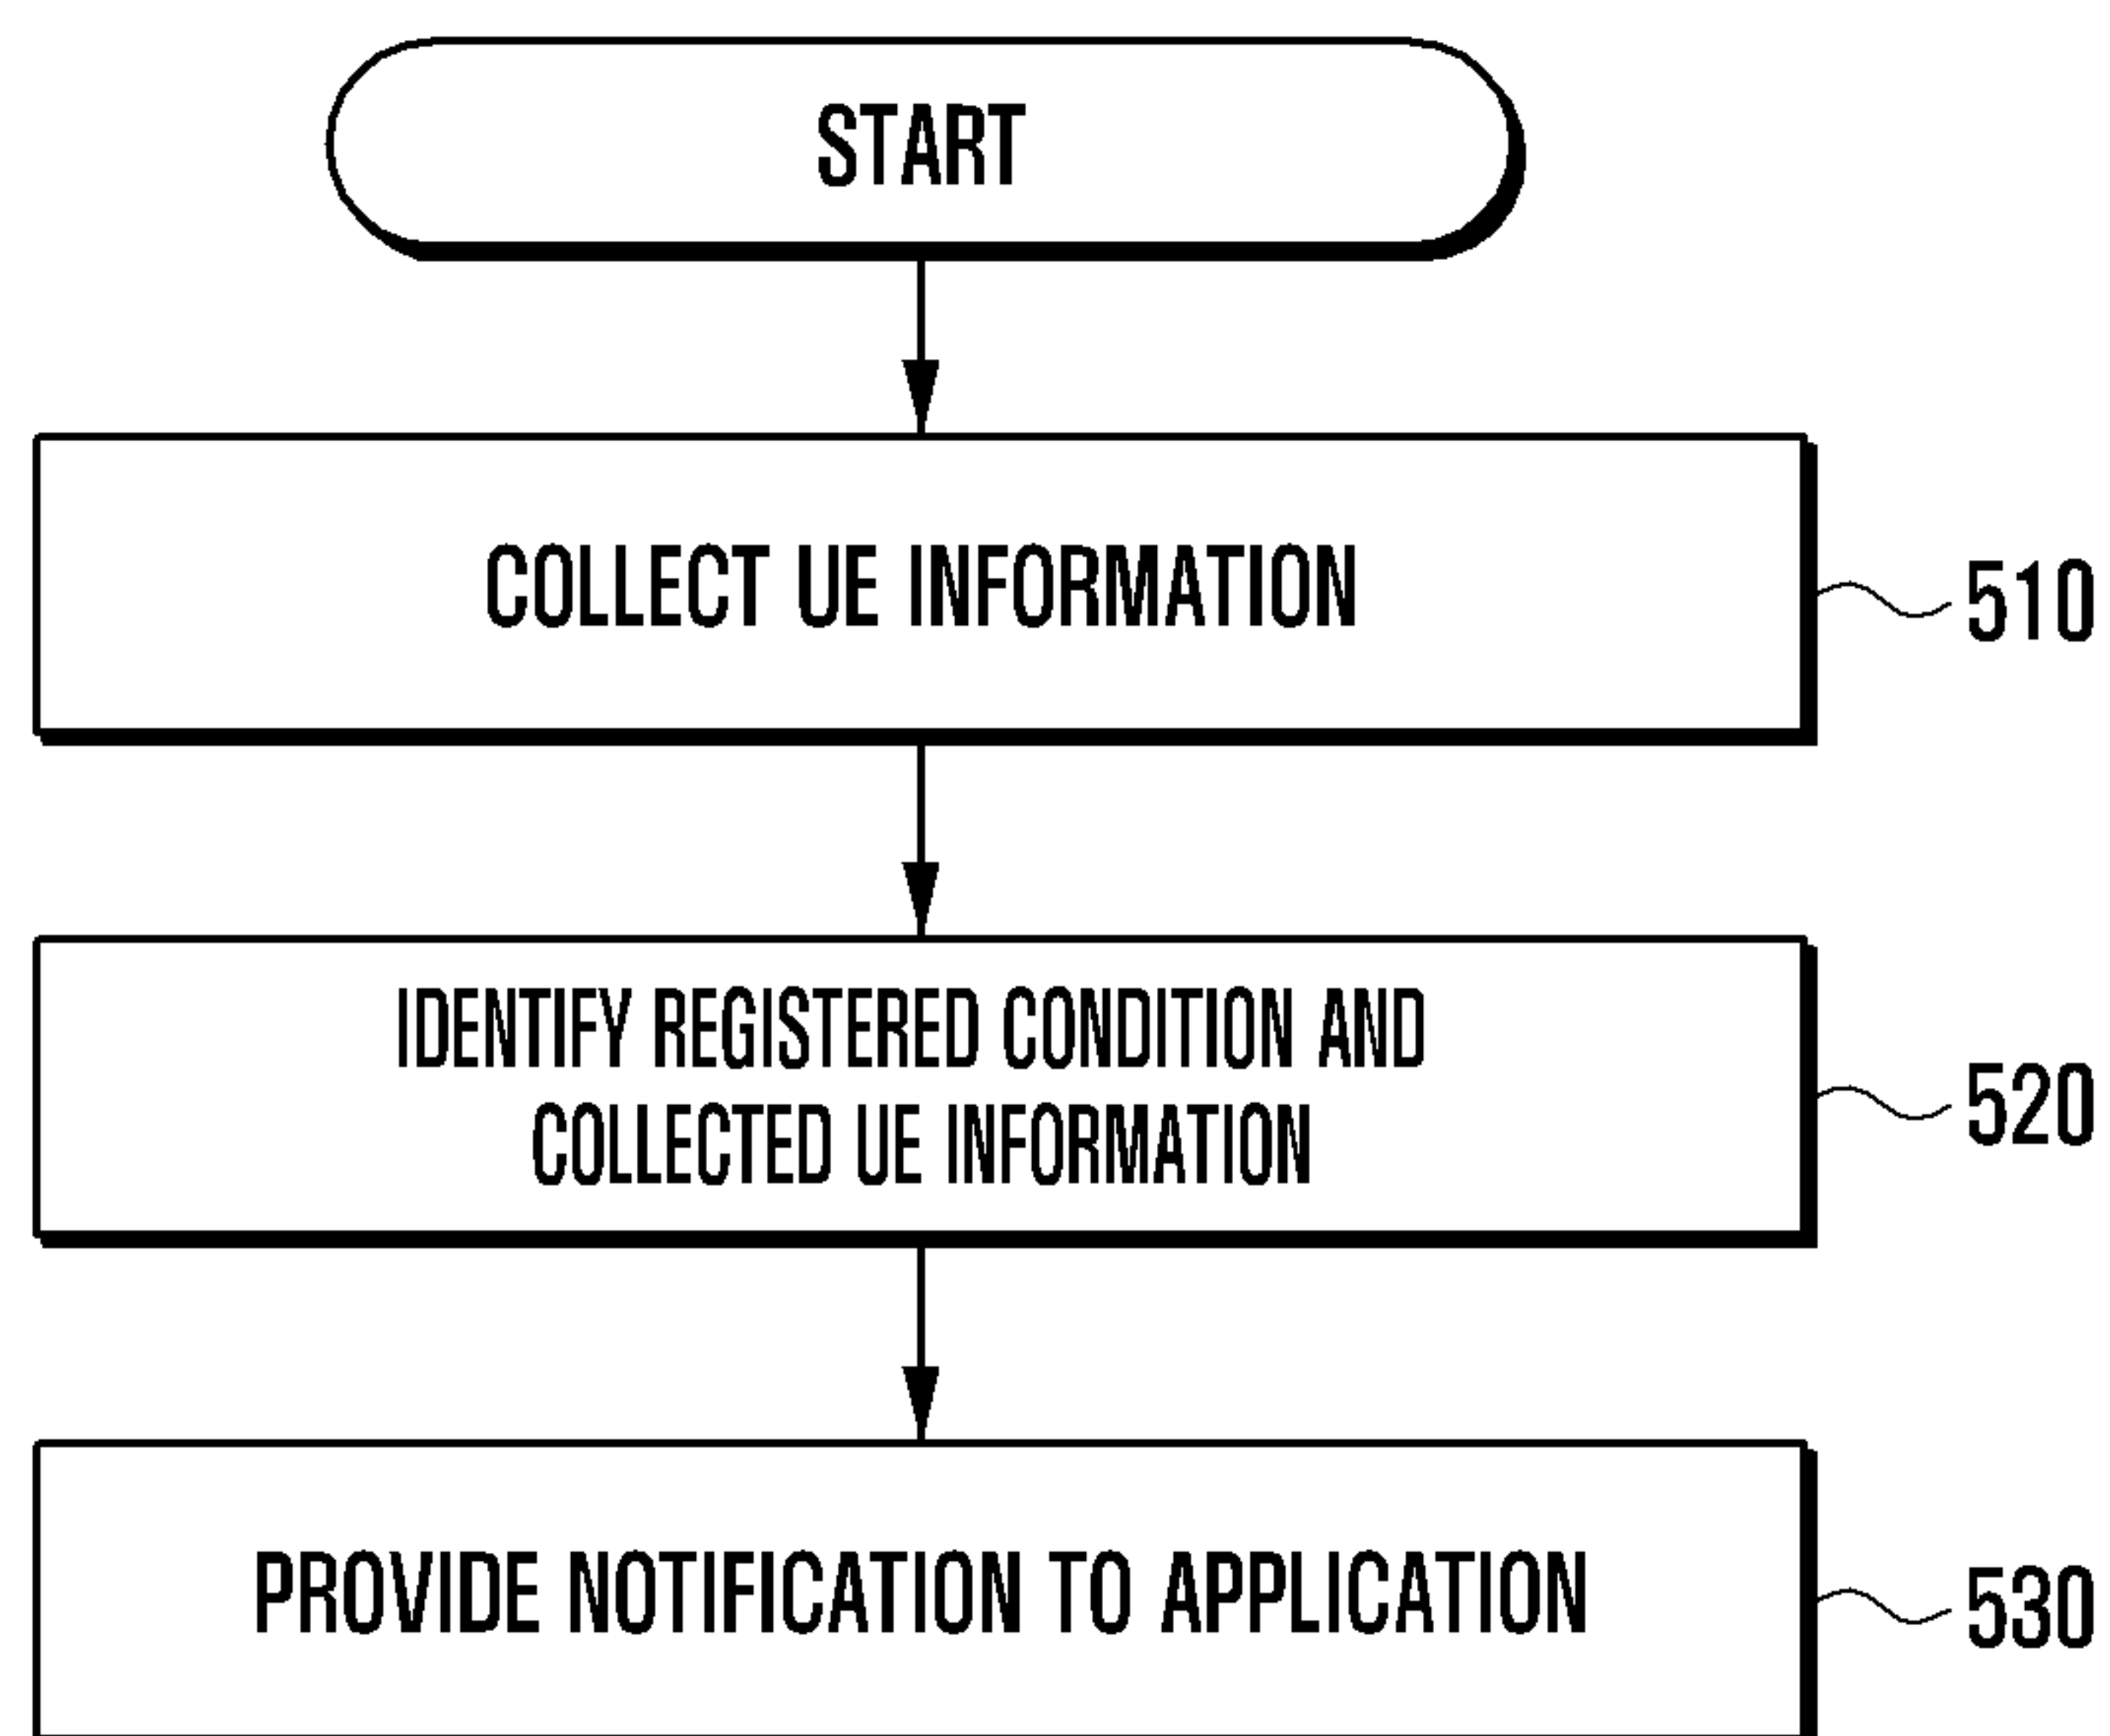 START
COLLECT UE INFORMATION
510
IDENTIFY REGISTERED CONDITION AND
COLLECTED UE INFORMATION
520
PROVIDE NOTIFICATION TO APPLICATION
530